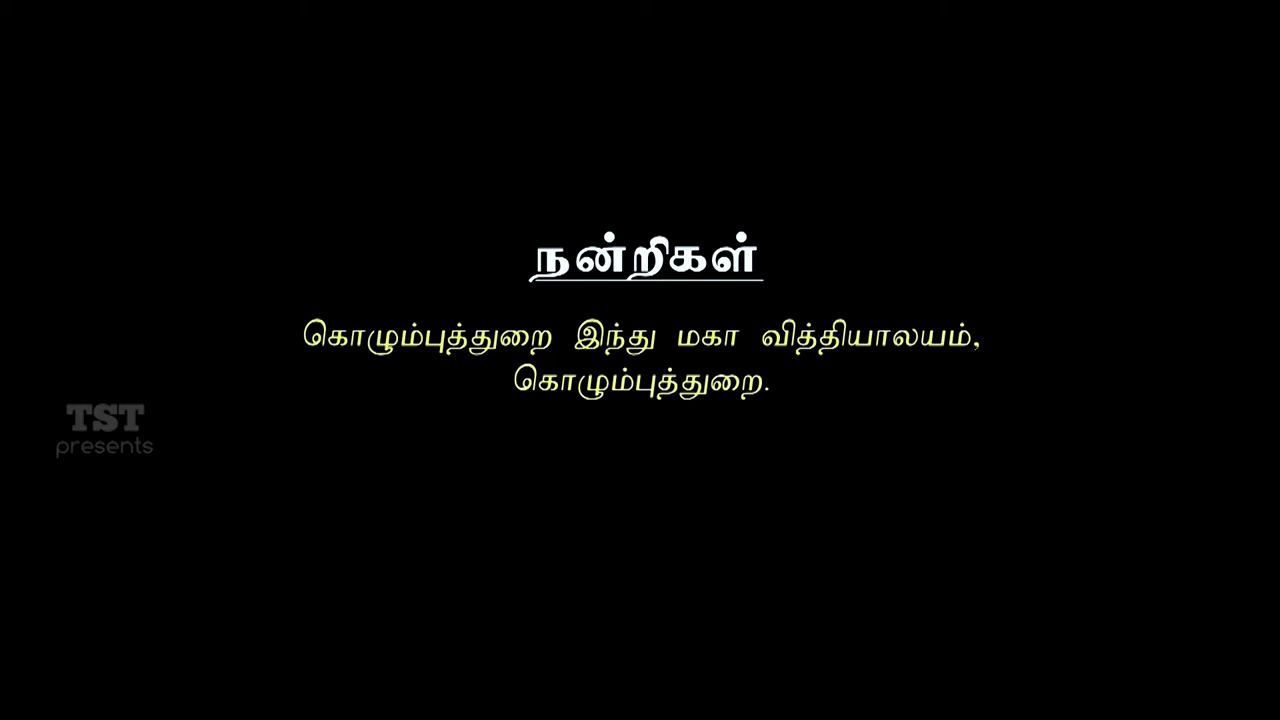 நன்றிகள்
கொழும்புத்துறை இந்து மகா வித்தியாலயம்,
கொழும்புத்துறை.
TST
presents